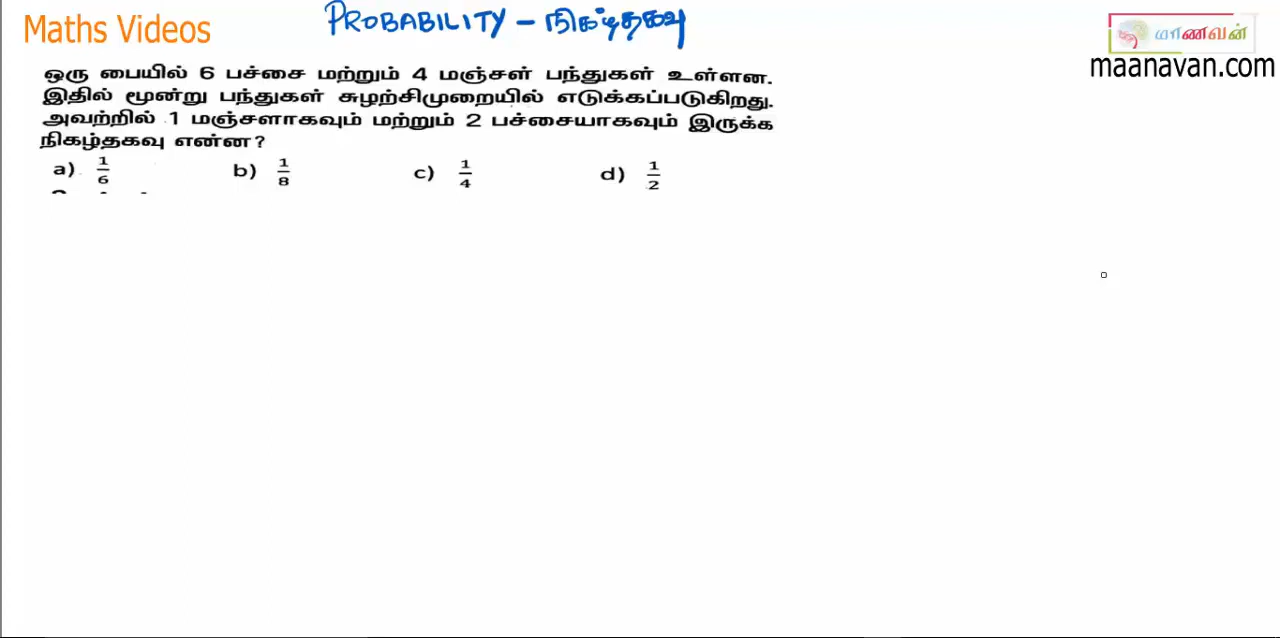 Maths Videos
PROBABILITY – நிகழ்தகவு
மாணவன்
maanavan.com
ஒரு பையில் 6 பச்சை மற்றும் 4 மஞ்சள் பந்துகள் உள்ளன.
இதில் மூன்று பந்துகள் சுழற்சிமுறையில் எடுக்கப்படுகிறது.
அவற்றில் 1 மஞ்சளாகவும் மற்றும் 2 பச்சையாகவும் இருக்க
நிகழ்தகவு என்ன?
a) 1/6 b) 1/8 c) 1/4 d) 1/2